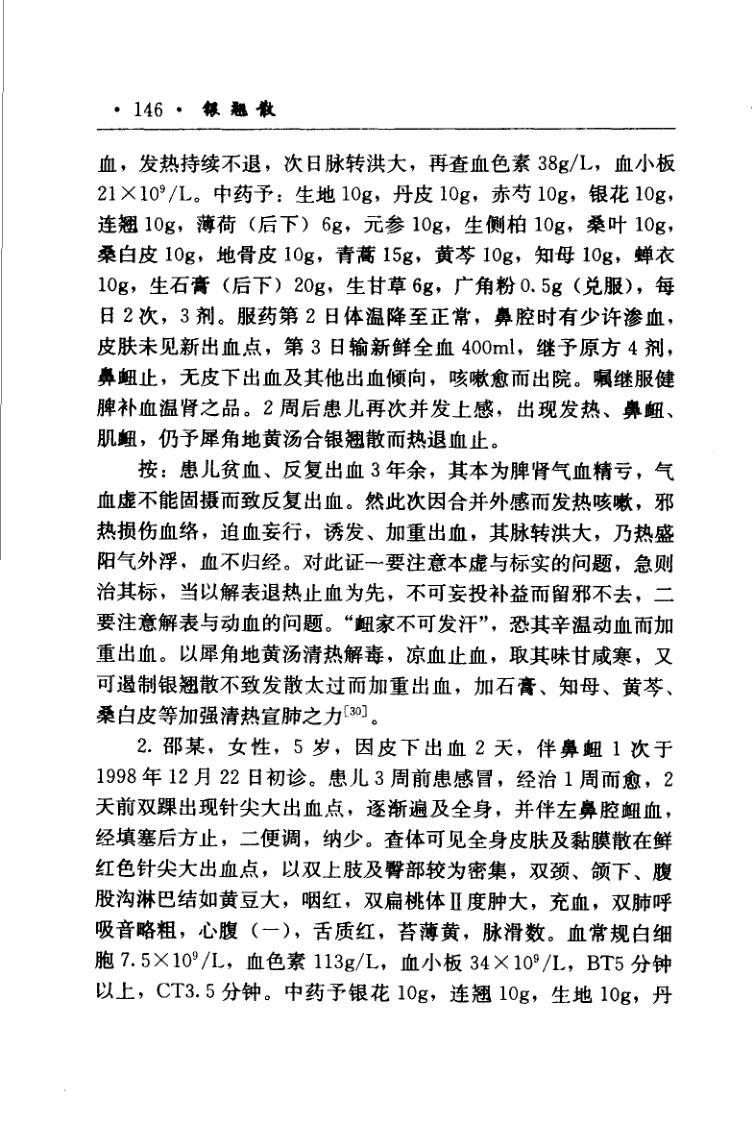 · 146 · 银翘散
血，发热持续不退，次日脉转洪大，再查血色素 38g/L，血小板
21×10⁹/L。中药予：生地 10g，丹皮 10g，赤芍 10g，银花 10g，
连翘 10g，薄荷（后下）6g，元参 10g，生侧柏 10g，桑叶 10g，
桑白皮 10g，地骨皮 10g，青蒿 15g，黄芩 10g，知母 10g，蝉衣
10g，生石膏（后下）20g，生甘草 6g，广角粉 0.5g（兑服），每
日 2 次，3 剂。服药第 2 日体温降至正常，鼻腔时有少许渗血，
皮肤未见新出血点，第 3 日输新鲜全血 400ml，继予原方 4 剂，
鼻衄止，无皮下出血及其他出血倾向，咳嗽愈而出院。嘱继服健
脾补血温肾之品。2 周后患儿再次并发上感，出现发热、鼻衄、
肌衄，仍予犀角地黄汤合银翘散而热退血止。
按：患儿贫血、反复出血 3 年余，其本为脾肾气血精亏，气
血虚不能固摄而致反复出血。然此次因合并外感而发热咳嗽，邪
热损伤血络，迫血妄行，诱发、加重出血，其脉转洪大，乃热盛
阳气外浮，血不归经。对此证一要注意本虚与标实的问题，急则
治其标，当以解表退热止血为先，不可妄投补益而留邪不去，二
要注意解表与动血的问题。“衄家不可发汗”，恐其辛温动血而加
重出血。以犀角地黄汤清热解毒，凉血止血，取其味甘咸寒，又
可遏制银翘散不致发散太过而加重出血，加石膏、知母、黄芩、
桑白皮等加强清热宣肺之力[30]。
2. 邵某，女性，5 岁，因皮下出血 2 天，伴鼻衄 1 次于
1998 年 12 月 22 日初诊。患儿 3 周前患感冒，经治 1 周而愈，2
天前双踝出现针尖大出血点，逐渐遍及全身，并伴左鼻腔衄血，
经填塞后方止，二便调，纳少。查体可见全身皮肤及黏膜散在鲜
红色针尖大出血点，以双上肢及臀部较为密集，双颈、颌下、腹
股沟淋巴结如黄豆大，咽红，双扁桃体Ⅱ度肿大，充血，双肺呼
吸音略粗，心腹（一），舌质红，苔薄黄，脉滑数。血常规白细
胞 7.5×10⁹/L，血色素 113g/L，血小板 34×10⁹/L，BT5 分钟
以上，CT3.5 分钟。中药予银花 10g，连翘 10g，生地 10g，丹